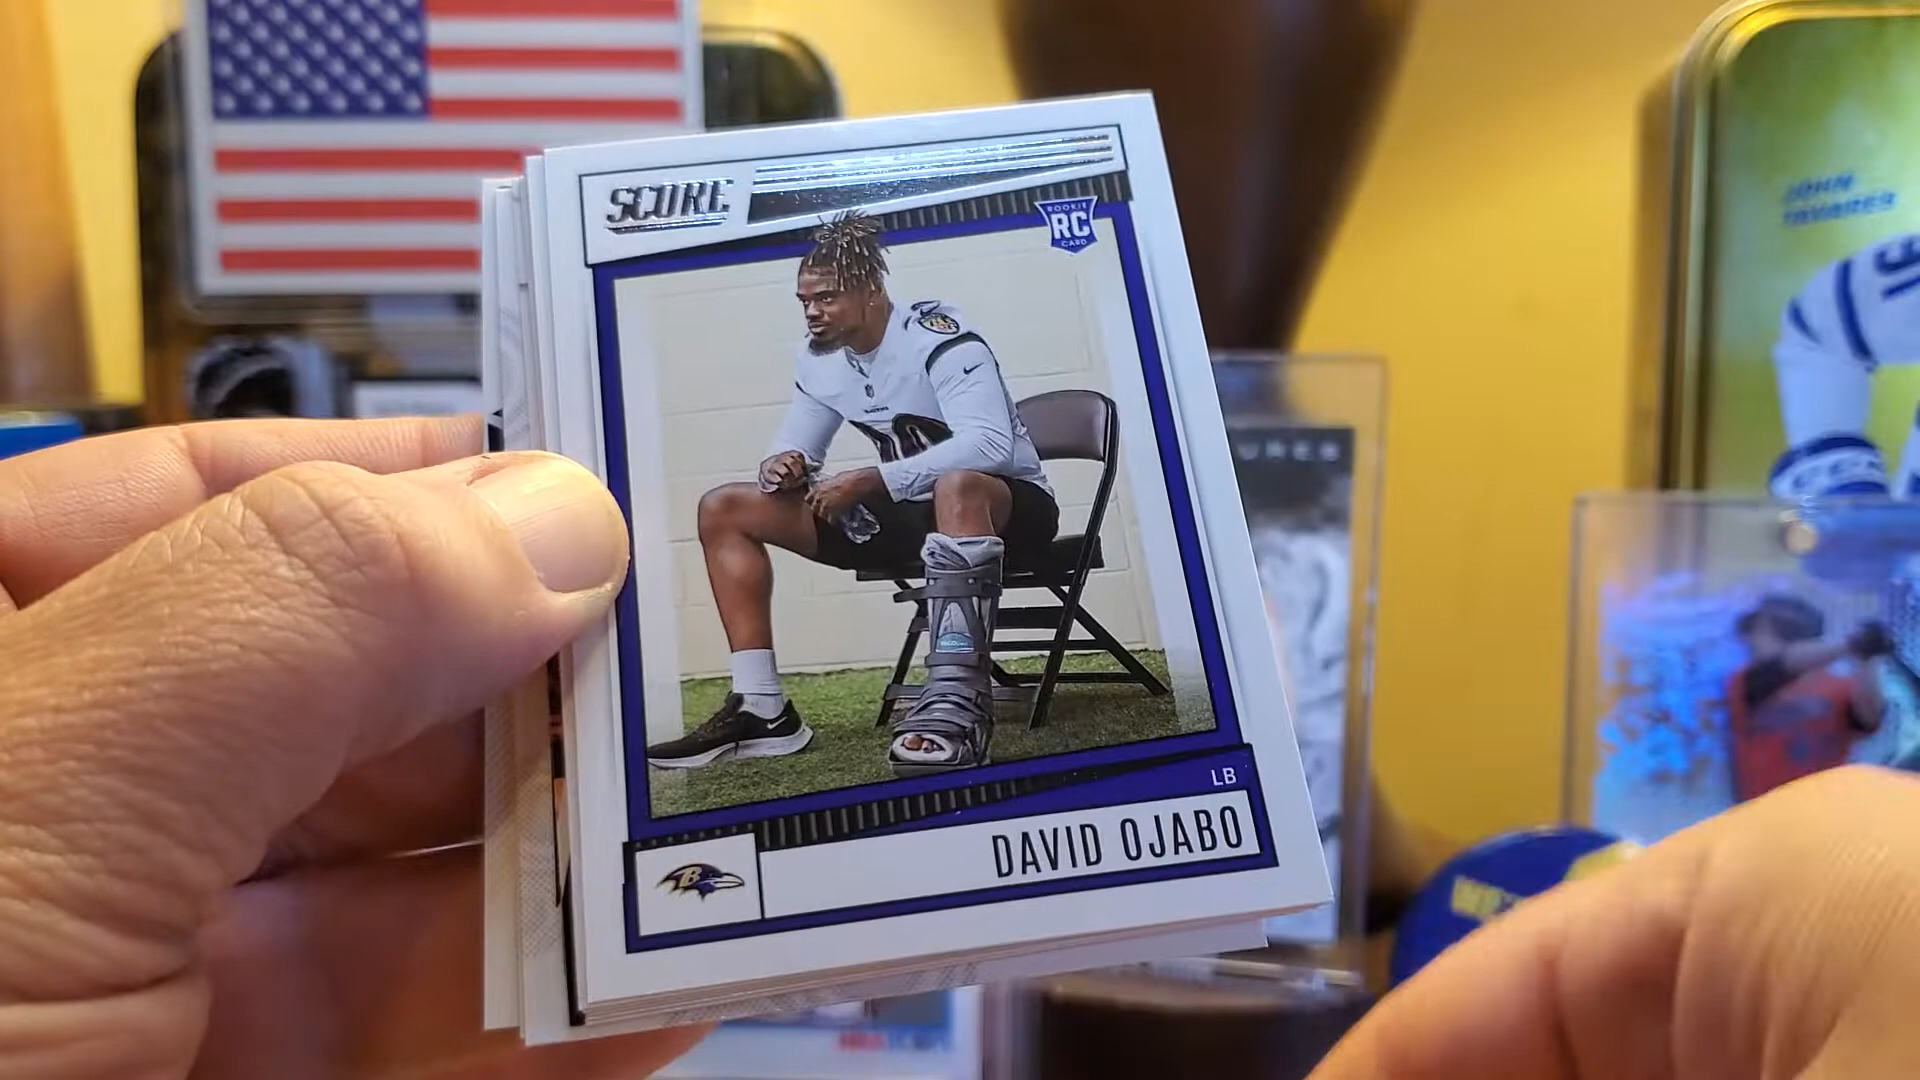 SCORE
ROOKIE
RC
CARD
JOHN
TAVARES
LB
DAVID OJABO
B